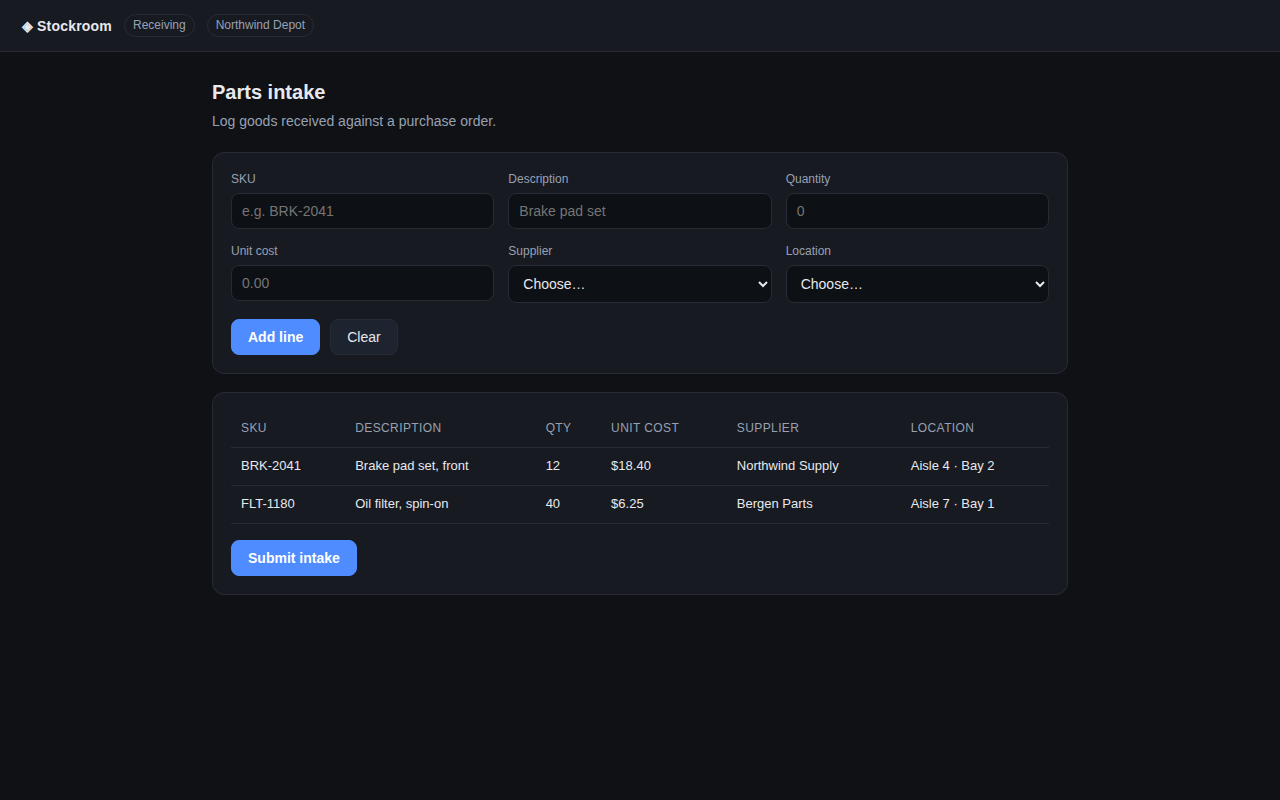 ◈ Stockroom Receiving Northwind Depot
Parts intake
Log goods received against a purchase order.
SKU Description Quantity
e.g. BRK-2041 Brake pad set 0
Unit cost Supplier Location
0.00 Choose… Choose…
Add line Clear
SKU DESCRIPTION QTY UNIT COST SUPPLIER LOCATION
BRK-2041 Brake pad set, front 12 $18.40 Northwind Supply Aisle 4 · Bay 2
FLT-1180 Oil filter, spin-on 40 $6.25 Bergen Parts Aisle 7 · Bay 1
Submit intake